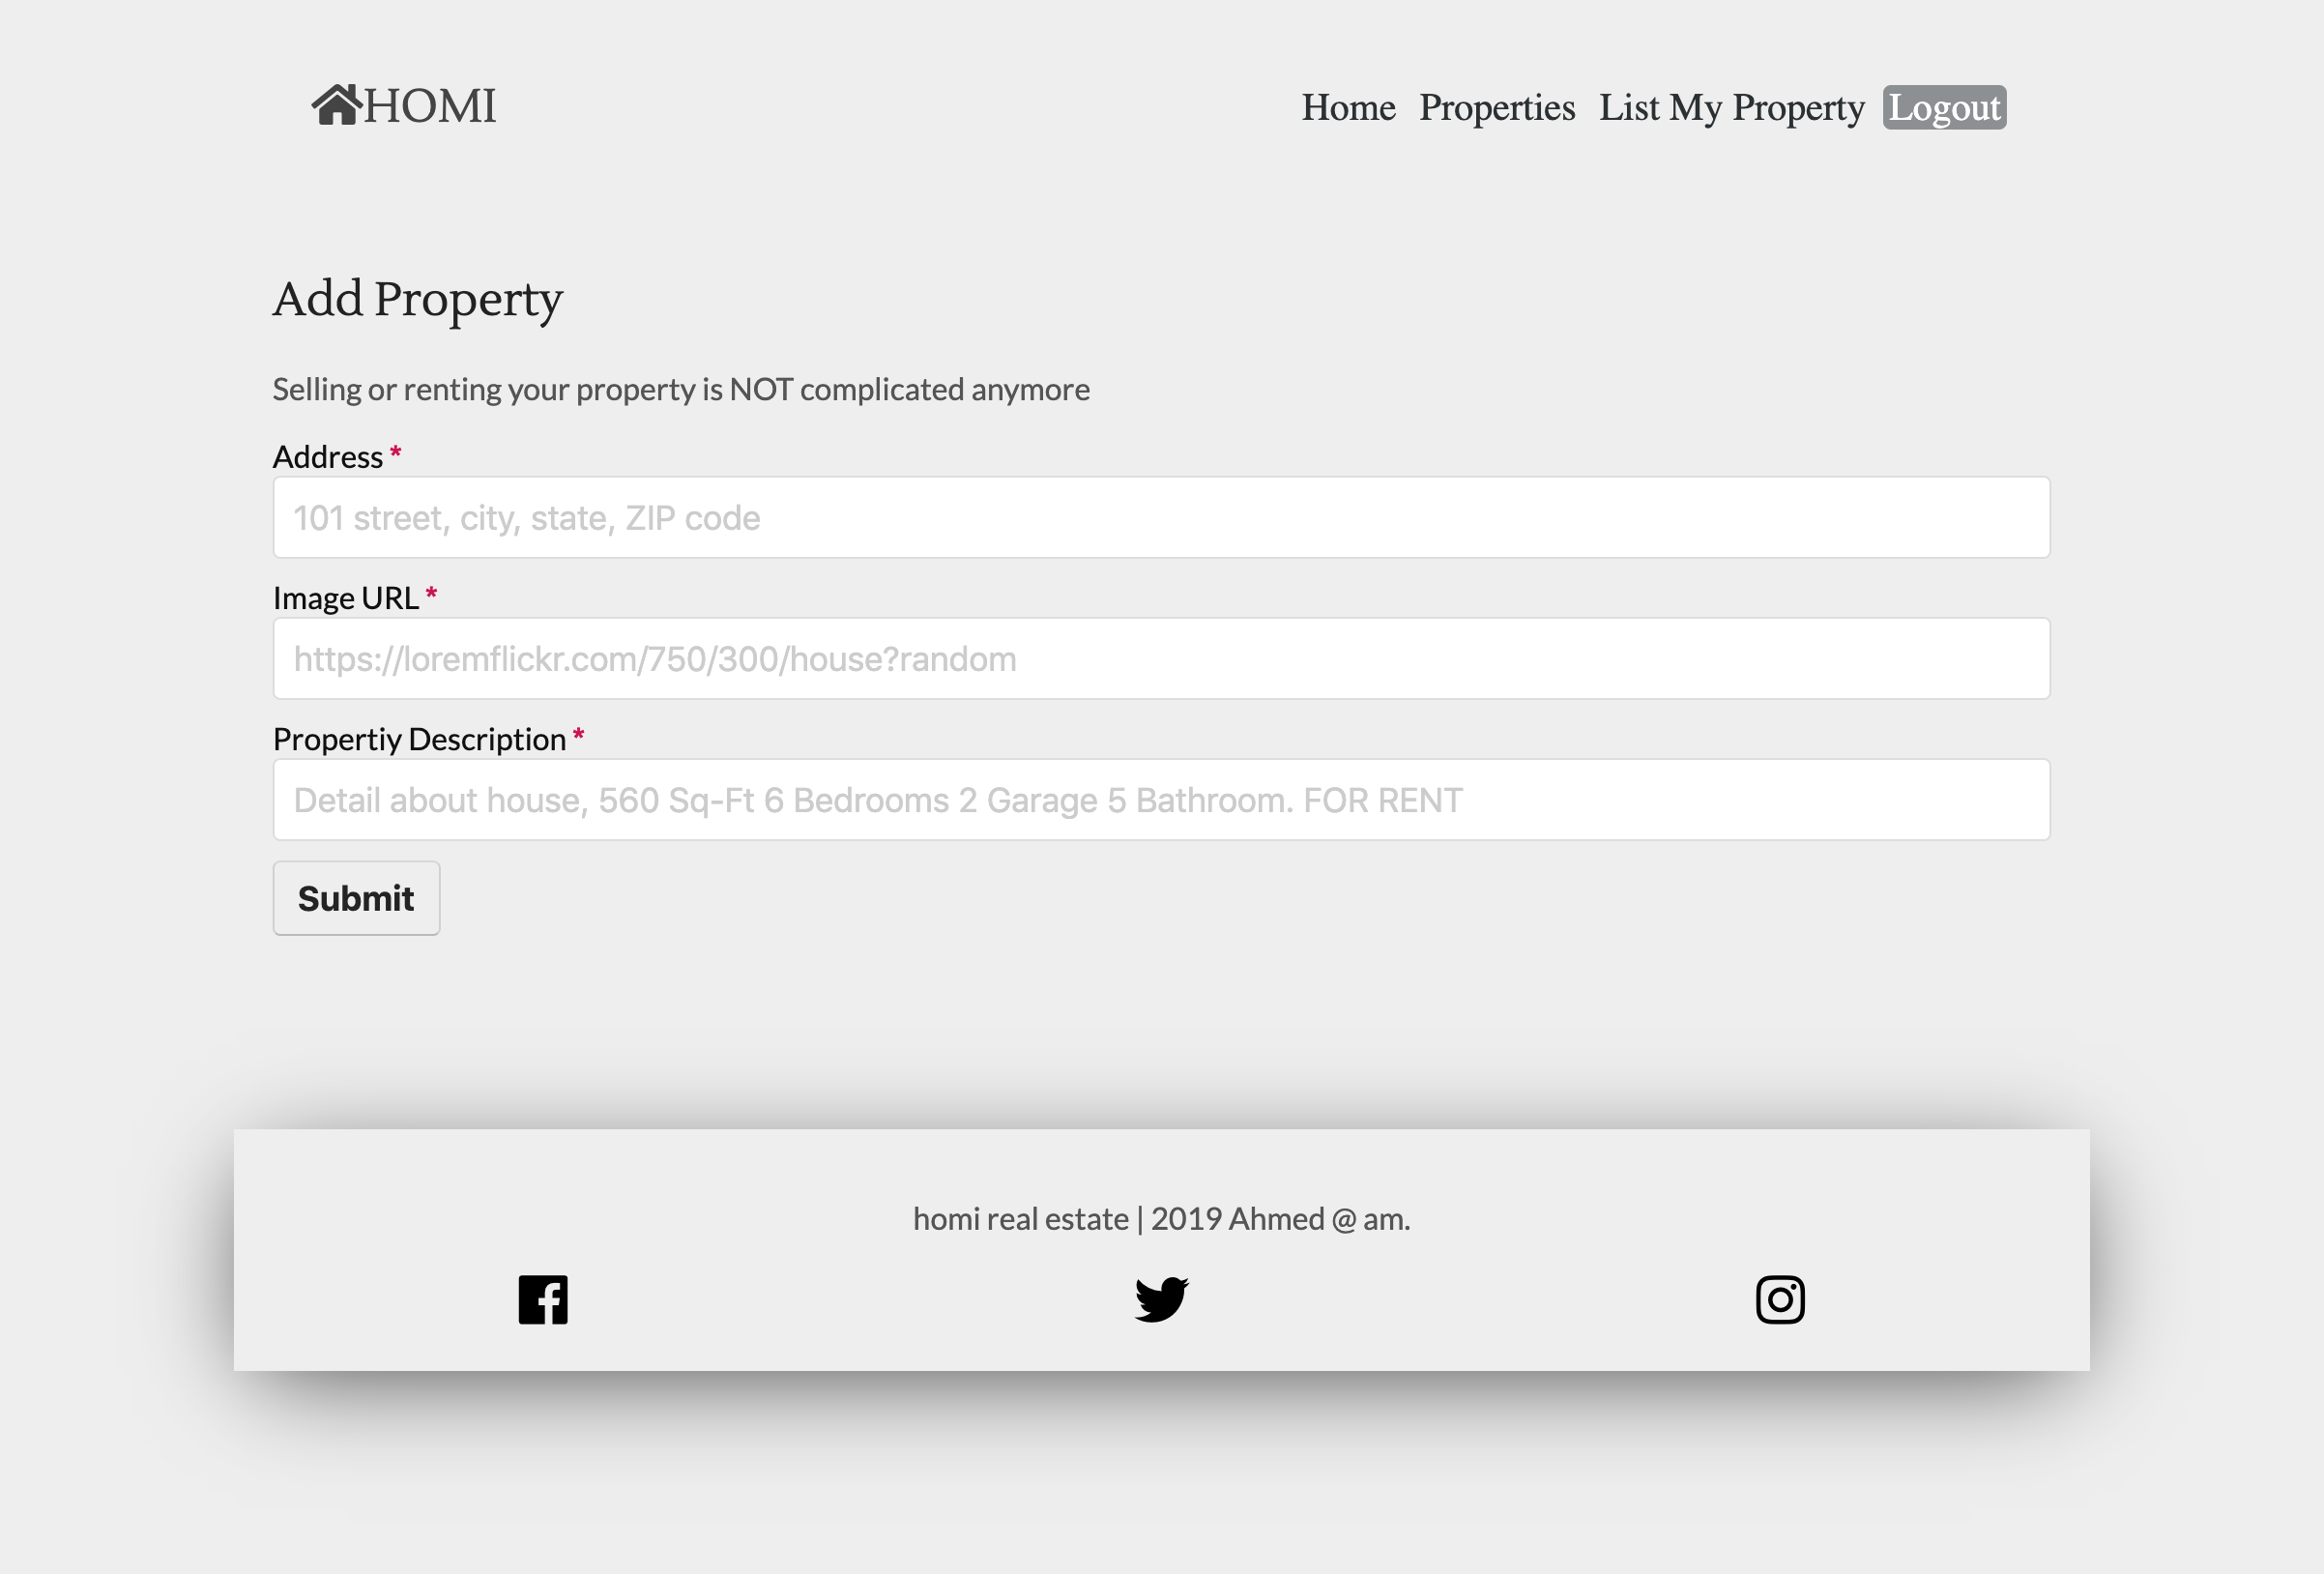 HOMI
Home Properties List My Property Logout
Add Property
Selling or renting your property is NOT complicated anymore
Address *
101 street, city, state, ZIP code
Image URL *
https://loremflickr.com/750/300/house?random
Propertiy Description *
Detail about house, 560 Sq-Ft 6 Bedrooms 2 Garage 5 Bathroom. FOR RENT
Submit
homi real estate | 2019 Ahmed @ am.